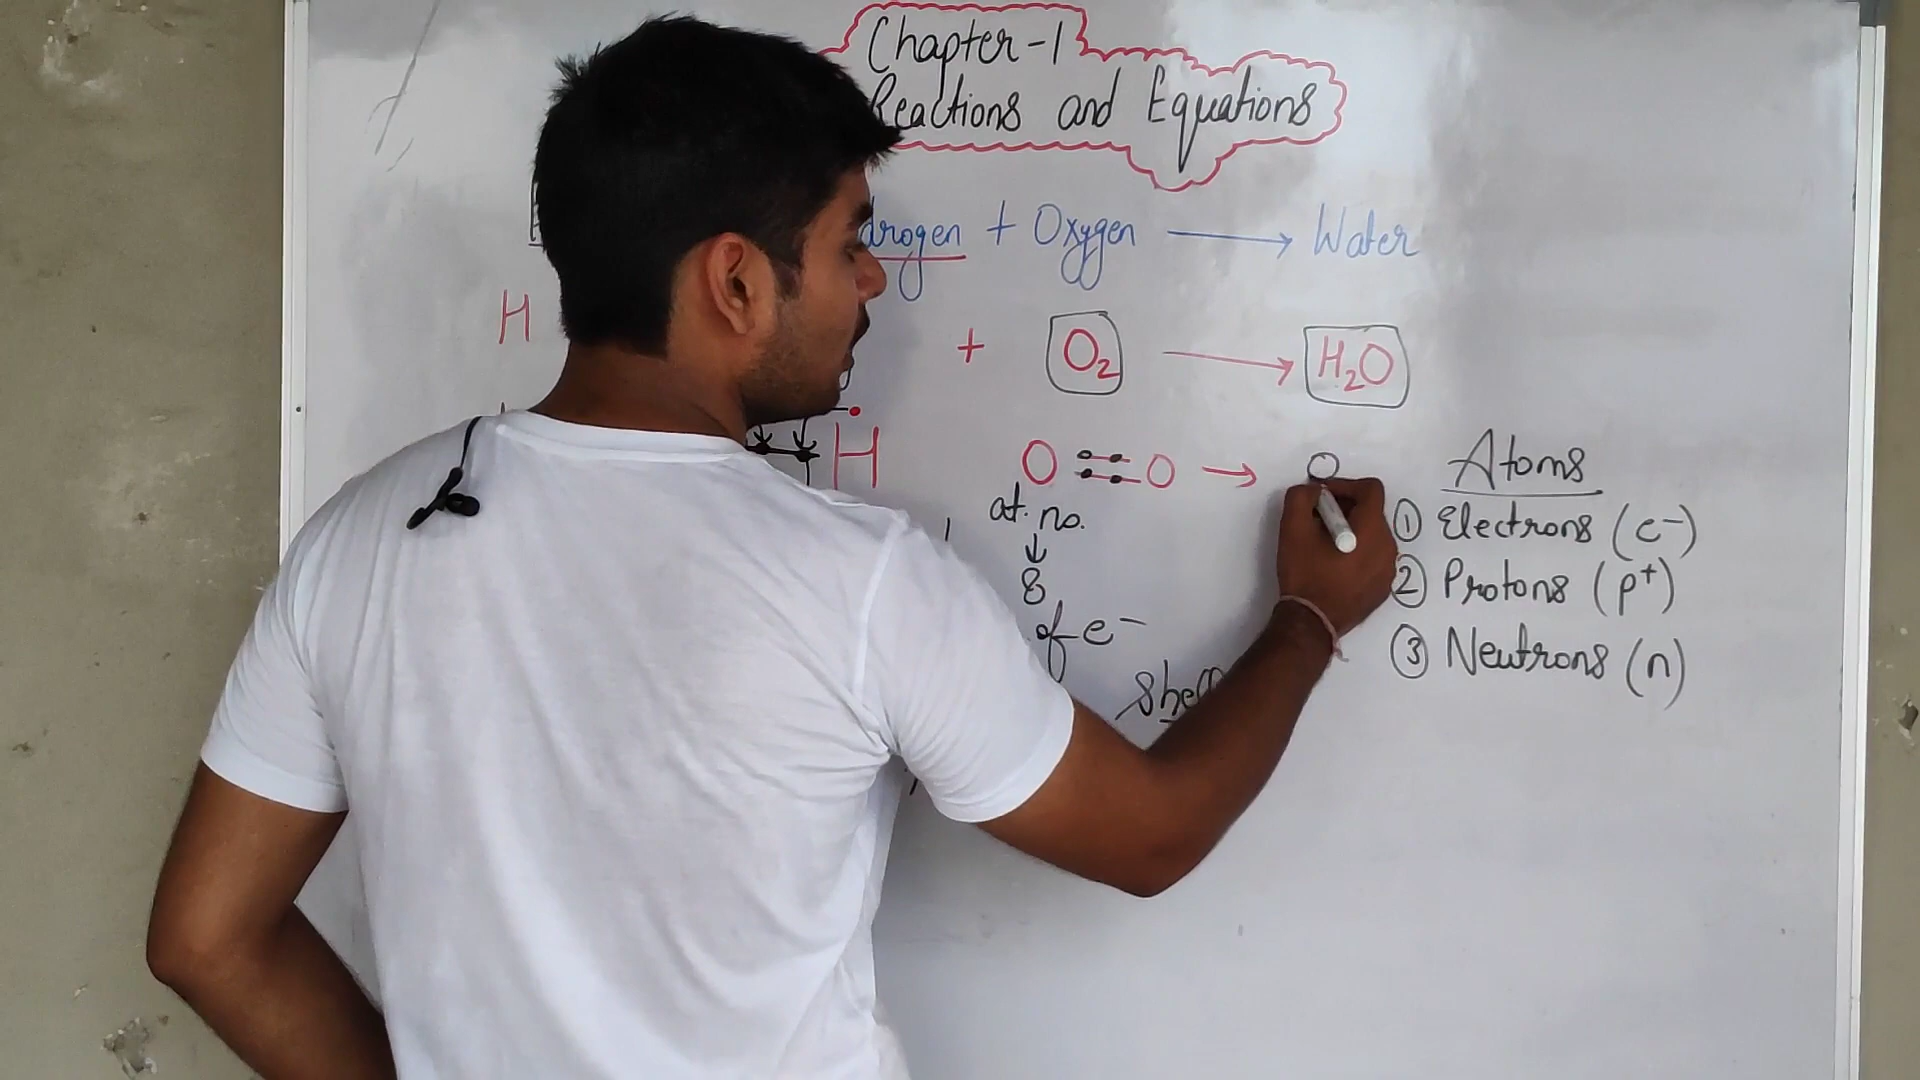 Chapter-1
Reactions and Equations
drogen + Oxygen → Water
H + O2 → H2O
H O = O → O
at. no.
↓
8
of e-
Atoms
① Electrons (e-)
② Protons (p+)
③ Neutrons (n)